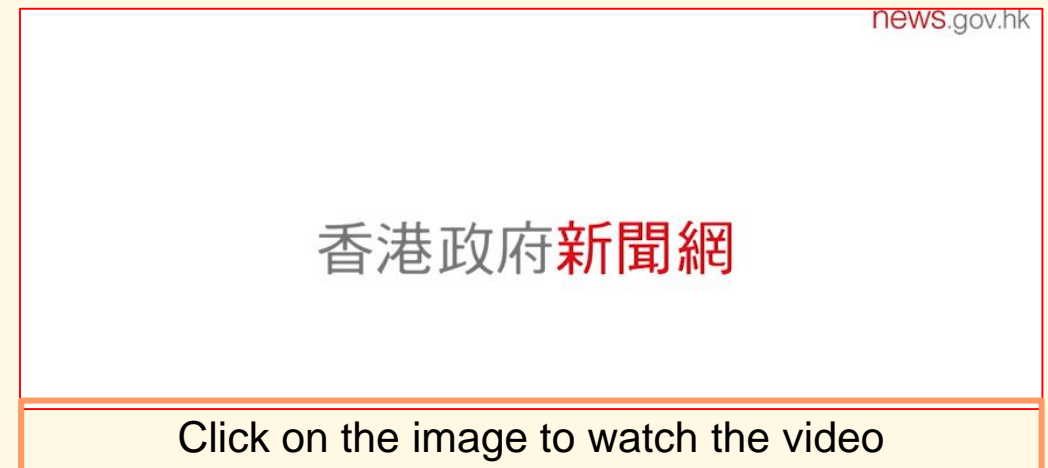 news.gov.hk
香港政府新聞網
Click on the image to watch the video